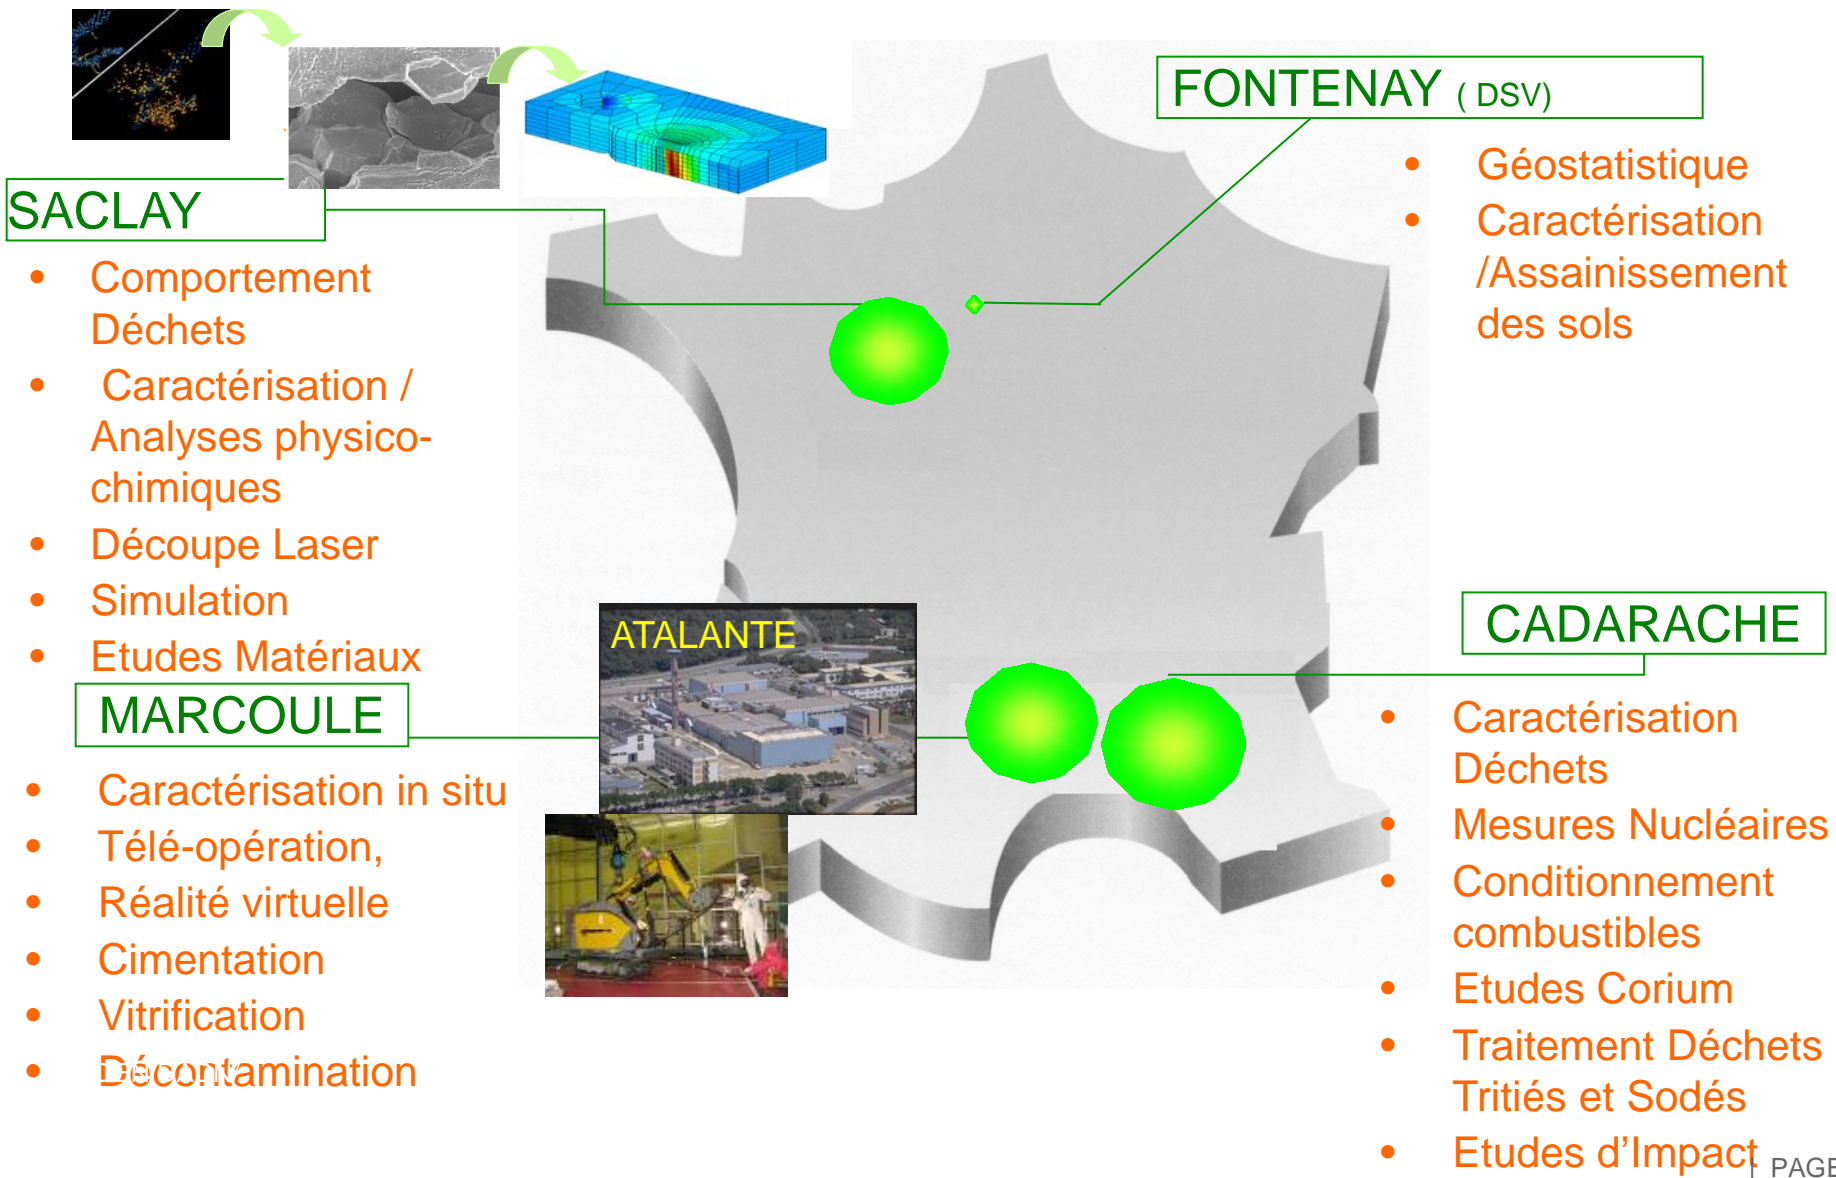 FONTENAY ( DSV)
• Géostatistique
• Caractérisation
/Assainissement
des sols
SACLAY
• Comportement
Déchets
• Caractérisation /
Analyses physico-
chimiques
• Découpe Laser
• Simulation
• Etudes Matériaux
ATALANTE
MARCOULE
• Caractérisation in situ
• Télé-opération,
• Réalité virtuelle
• Cimentation
• Vitrification
• Décontamination
CADARACHE
• Caractérisation
Déchets
• Mesures Nucléaires
• Conditionnement
combustibles
• Etudes Corium
• Traitement Déchets
Tritiés et Sodés
• Etudes d'Impact
| PAGE